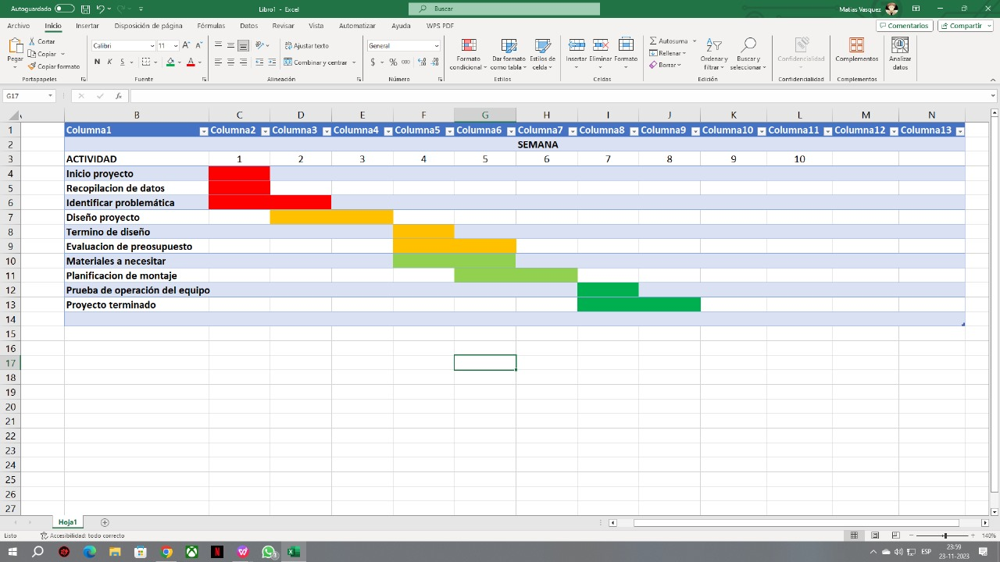 Autoguardado
Libro1 - Excel
Buscar
Matias Vasquez
Archivo Inicio Insertar Disposición de página Fórmulas Datos Revisar Vista Automatizar Ayuda WPS PDF
Comentarios Compartir
Pegar
Cortar
Copiar
Copiar formato
Portapapeles
Calibri 11
N K S
Fuente
Ajustar texto
Combinar y centrar
Alineación
General
$ % 000
Número
Formato condicional
Dar formato como tabla
Estilos de celda
Estilos
Insertar Eliminar Formato
Celdas
Autosuma
Rellenar
Borrar
Ordenar y filtrar
Buscar y seleccionar
Edición
Confidencialidad
Confidencialidad
Complementos
Complementos
Analizar datos
G17
fx
B C D E F G H I J K L M N
1 Columna1 Columna2 Columna3 Columna4 Columna5 Columna6 Columna7 Columna8 Columna9 Columna10 Columna11 Columna12 Columna13
2 SEMANA
3 ACTIVIDAD 1 2 3 4 5 6 7 8 9 10
4 Inicio proyecto
5 Recopilacion de datos
6 Identificar problemática
7 Diseño proyecto
8 Termino de diseño
9 Evaluacion de preosupuesto
10 Materiales a necesitar
11 Planificacion de montaje
12 Prueba de operación del equipo
13 Proyecto terminado
14
15
16
17
18
19
20
21
22
23
24
25
26
27
Hoja1
Listo
Accesibilidad: todo correcto
140%
ESP
23:59
23-11-2023